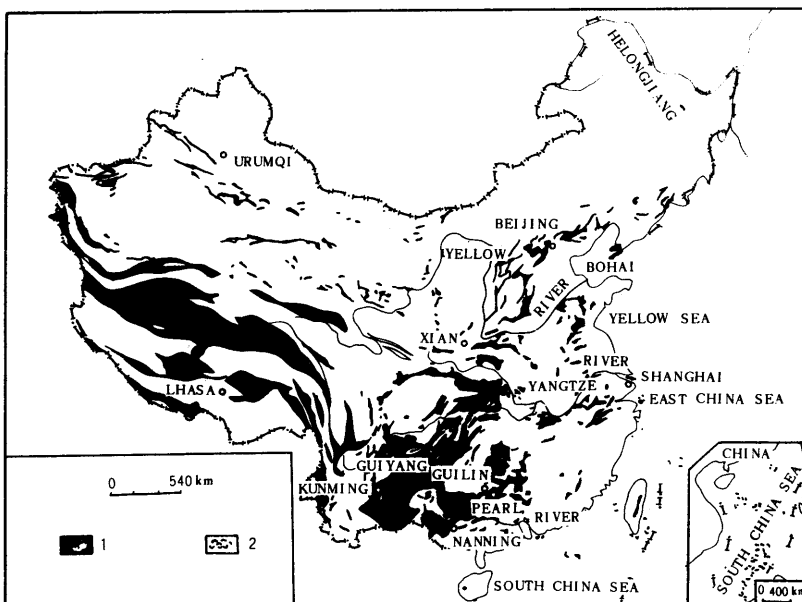 HELONGJIANG
URUMQI
BEIJING
YELLOW
BOHAI
RIVER
YELLOW SEA
XIAN
RIVER
SHANGHAI
YANGTZE
LHASA
EAST CHINA SEA
GUIYANG
GUILIN
KUNMING
PEARL
RIVER
NANNING
SOUTH CHINA SEA
0 540 km
1
2
CHINA
SOUTH CHINA SEA
0 400 km